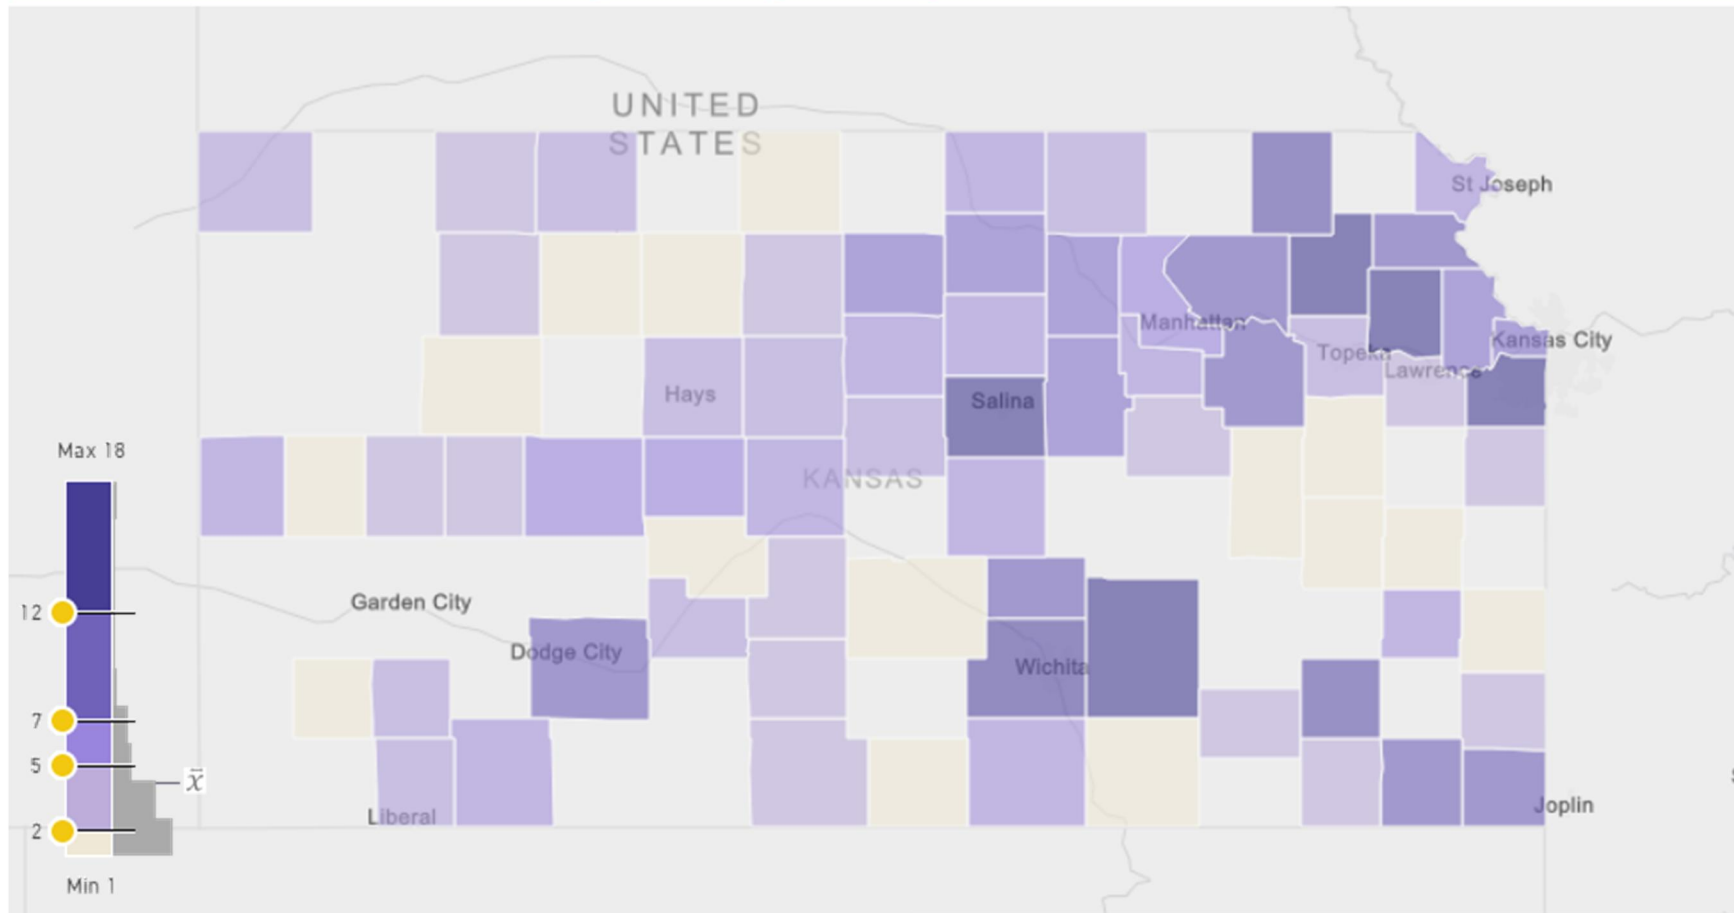 UNITED
STATES
St Joseph
Manhattan
Kansas City
Topeka
Lawrence
Hays
Salina
Max 18
KANSAS
12
Garden City
Dodge City
Wichita
7
5
x̄
2
Liberal
Joplin
Min 1